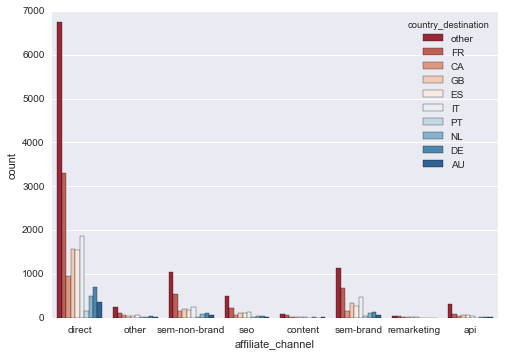 country_destination
other
FR
CA
GB
ES
IT
PT
NL
DE
AU
7000
6000
5000
4000
3000
2000
1000
0
count
direct other sem-non-brand seo content sem-brand remarketing api
affiliate_channel